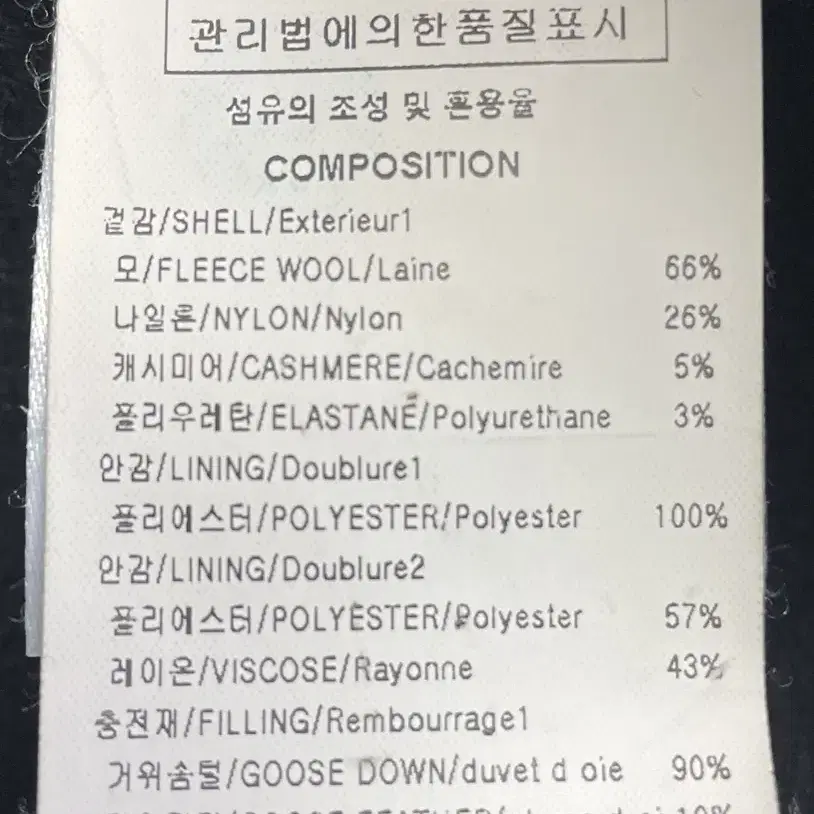 관리법에의한품질표시
섬유의 조성 및 혼용율
COMPOSITION
겉감/SHELL/Exterieur1
모/FLEECE WOOL/Laine 66%
나일론/NYLON/Nylon 26%
캐시미어/CASHMERE/Cachemire 5%
폴리우레탄/ELASTANE/Polyurethane 3%
안감/LINING/Doublure1
폴리에스터/POLYESTER/Polyester 100%
안감/LINING/Doublure2
폴리에스터/POLYESTER/Polyester 57%
레이온/VISCOSE/Rayonne 43%
충전재/FILLING/Rembourrage1
거위솜털/GOOSE DOWN/duvet d oie 90%